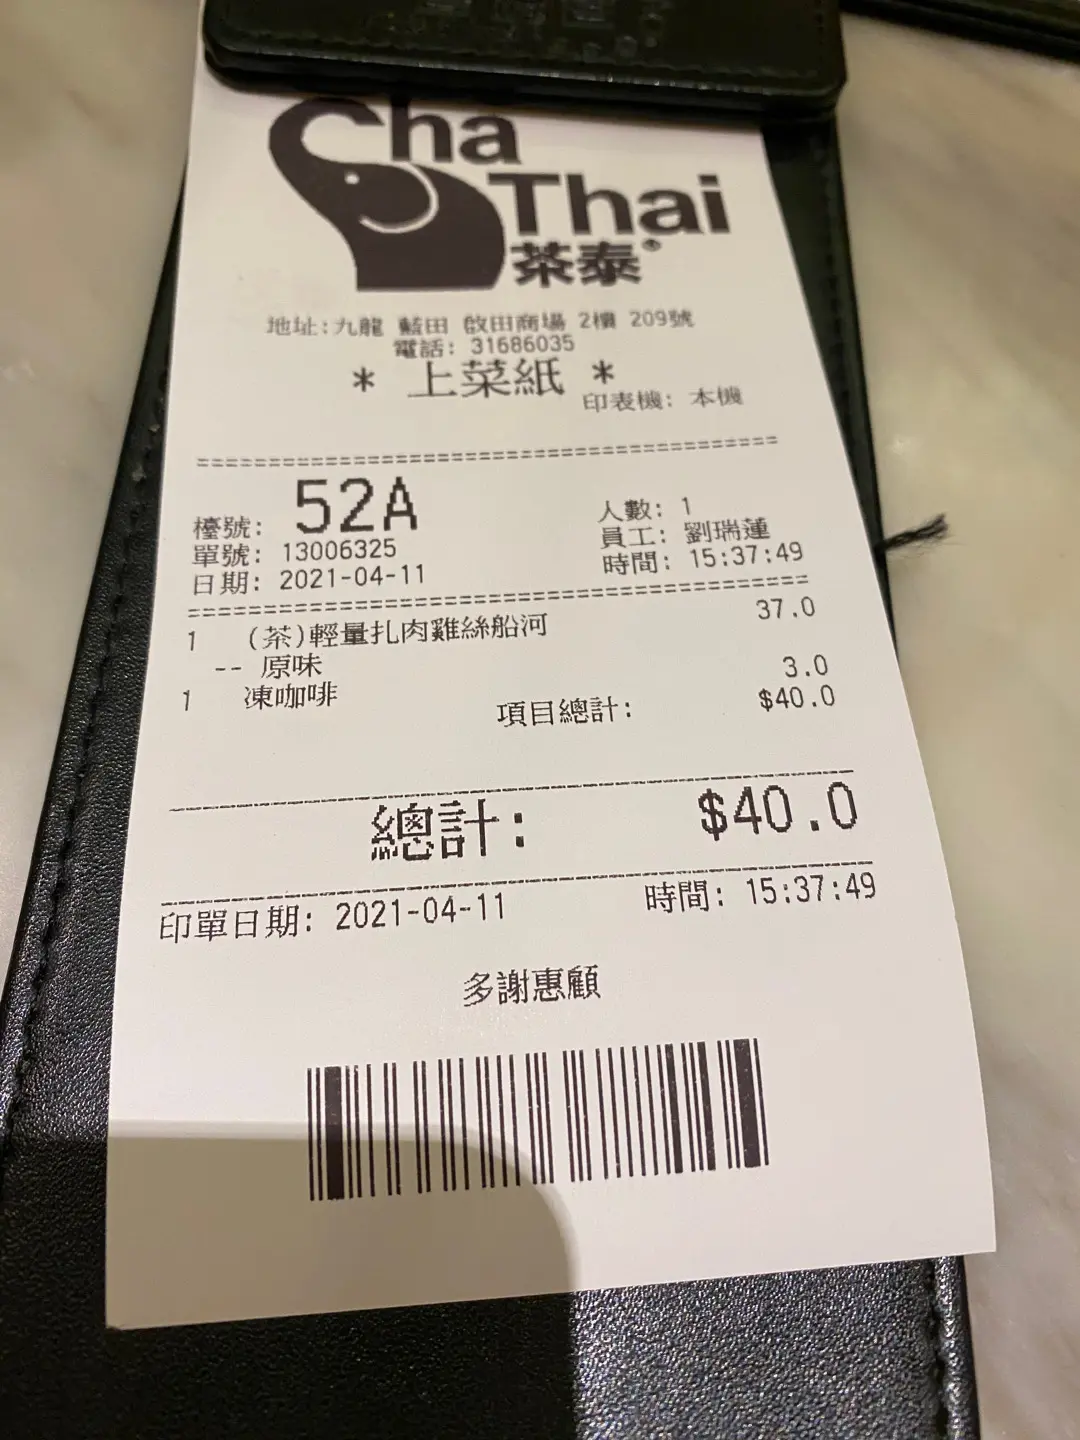 Cha
Thai
茶泰®
地址:九龍 藍田 啟田商場 2樓 209號
電話: 31686035
* 上菜紙 *
印表機: 本機
檯號: 52A
人數: 1
單號: 13006325
員工: 劉瑞蓮
日期: 2021-04-11
時間: 15:37:49
1 (茶)輕量扎肉雞絲船河 37.0
-- 原味
1 凍咖啡 3.0
項目總計: $40.0
總計: $40.0
印單日期: 2021-04-11 時間: 15:37:49
多謝惠顧